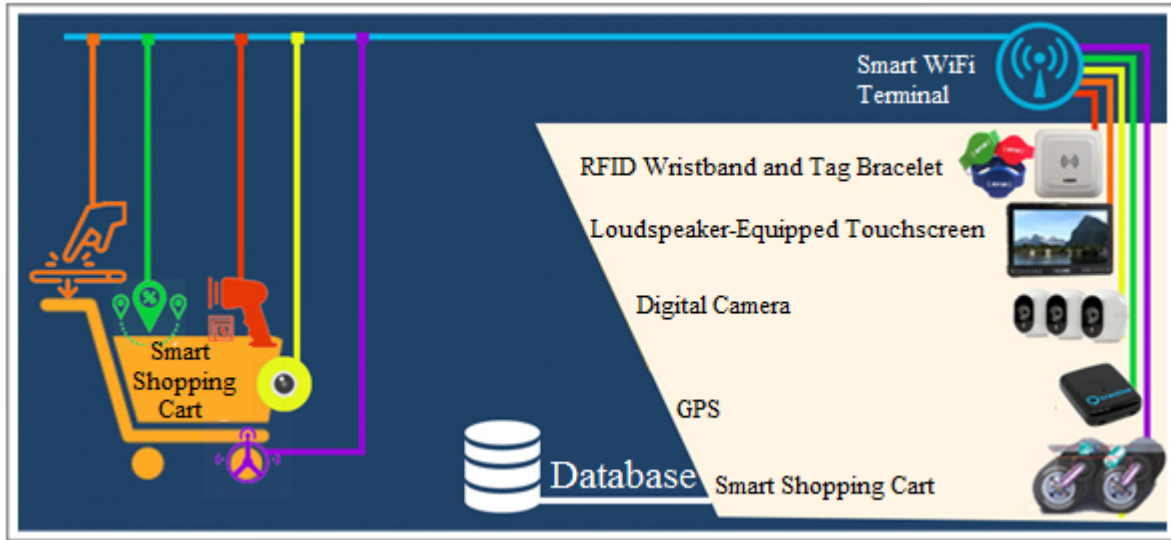 Smart WiFi
Terminal
RFID Wristband and Tag Bracelet
Loudspeaker-Equipped Touchscreen
Digital Camera
GPS
Smart Shopping Cart
Database
Smart
Shopping
Cart